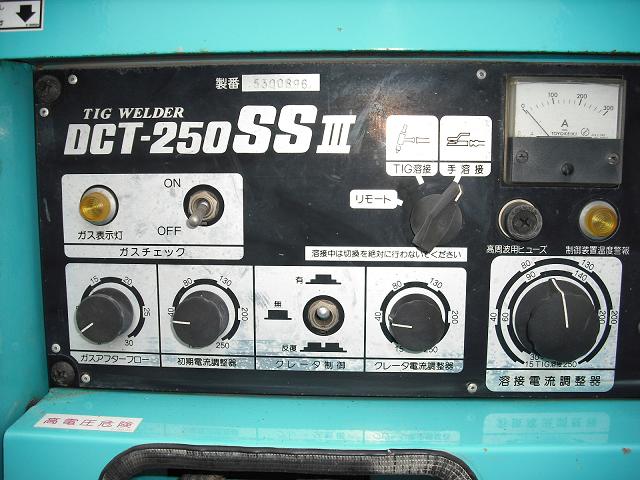 製番 5300896
TIG WELDER
DCT-250SSⅢ
TIG溶接
手溶接
リモート
0 100 200 300
A
TOYOKEIKI
ON
OFF
ガス表示灯
ガスチェック
溶接中は切換を絶対に行わないでください
高周波用ヒューズ
制御装置温度警報
15 20 25 30
ガスアフターフロー
40 80 130 200 250
初期電流調整器
有
無
反復
クレータ制御
40 80 130 200
15 250
クレータ電流調整器
80 130
90 140
40 200
30
15 TIG 250
溶接電流調整器
高電圧危険